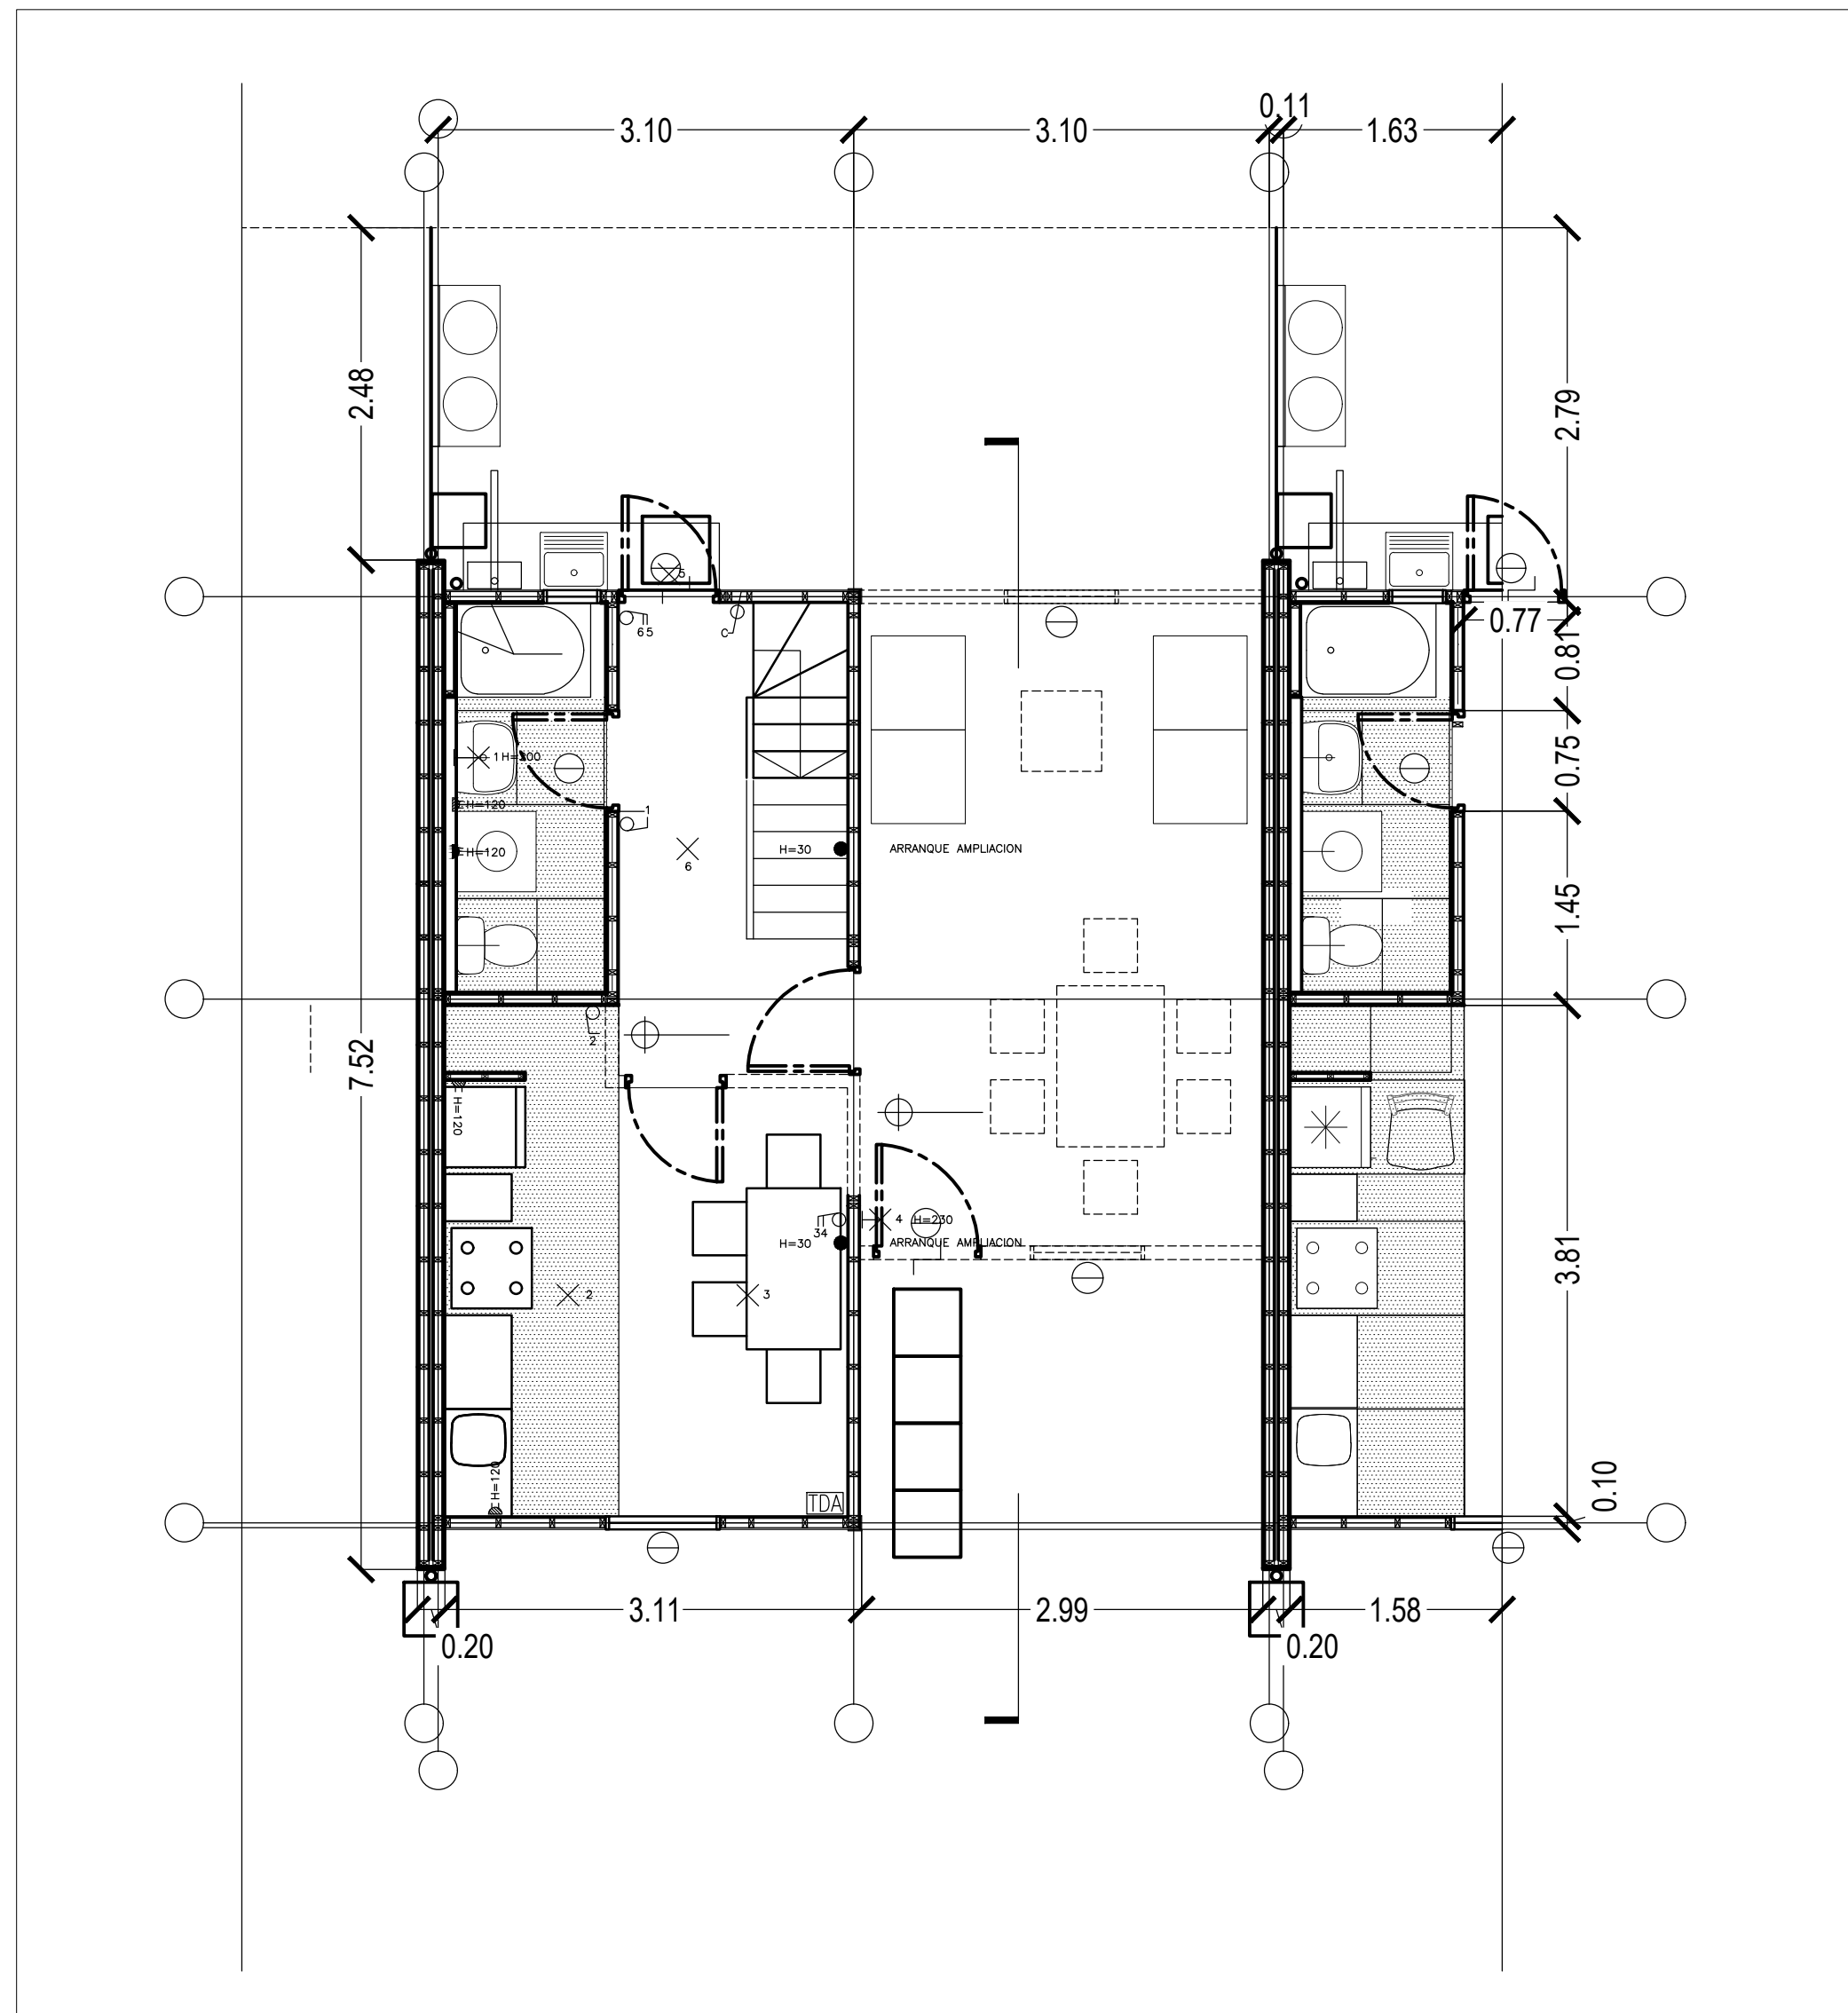 0.11
3.10
3.10
1.63
2.48
2.79
5
65
C
0.77
0.81
1 H=200
0.75
H=120
1
H=120
6
H=30
ARRANQUE AMPLIACION
1.45
2
7.52
H=120
34
4 H=230
H=30
ARRANQUE AMPLIACION
3.81
2
3
H=120
TDA
0.10
3.11
2.99
1.58
0.20
0.20